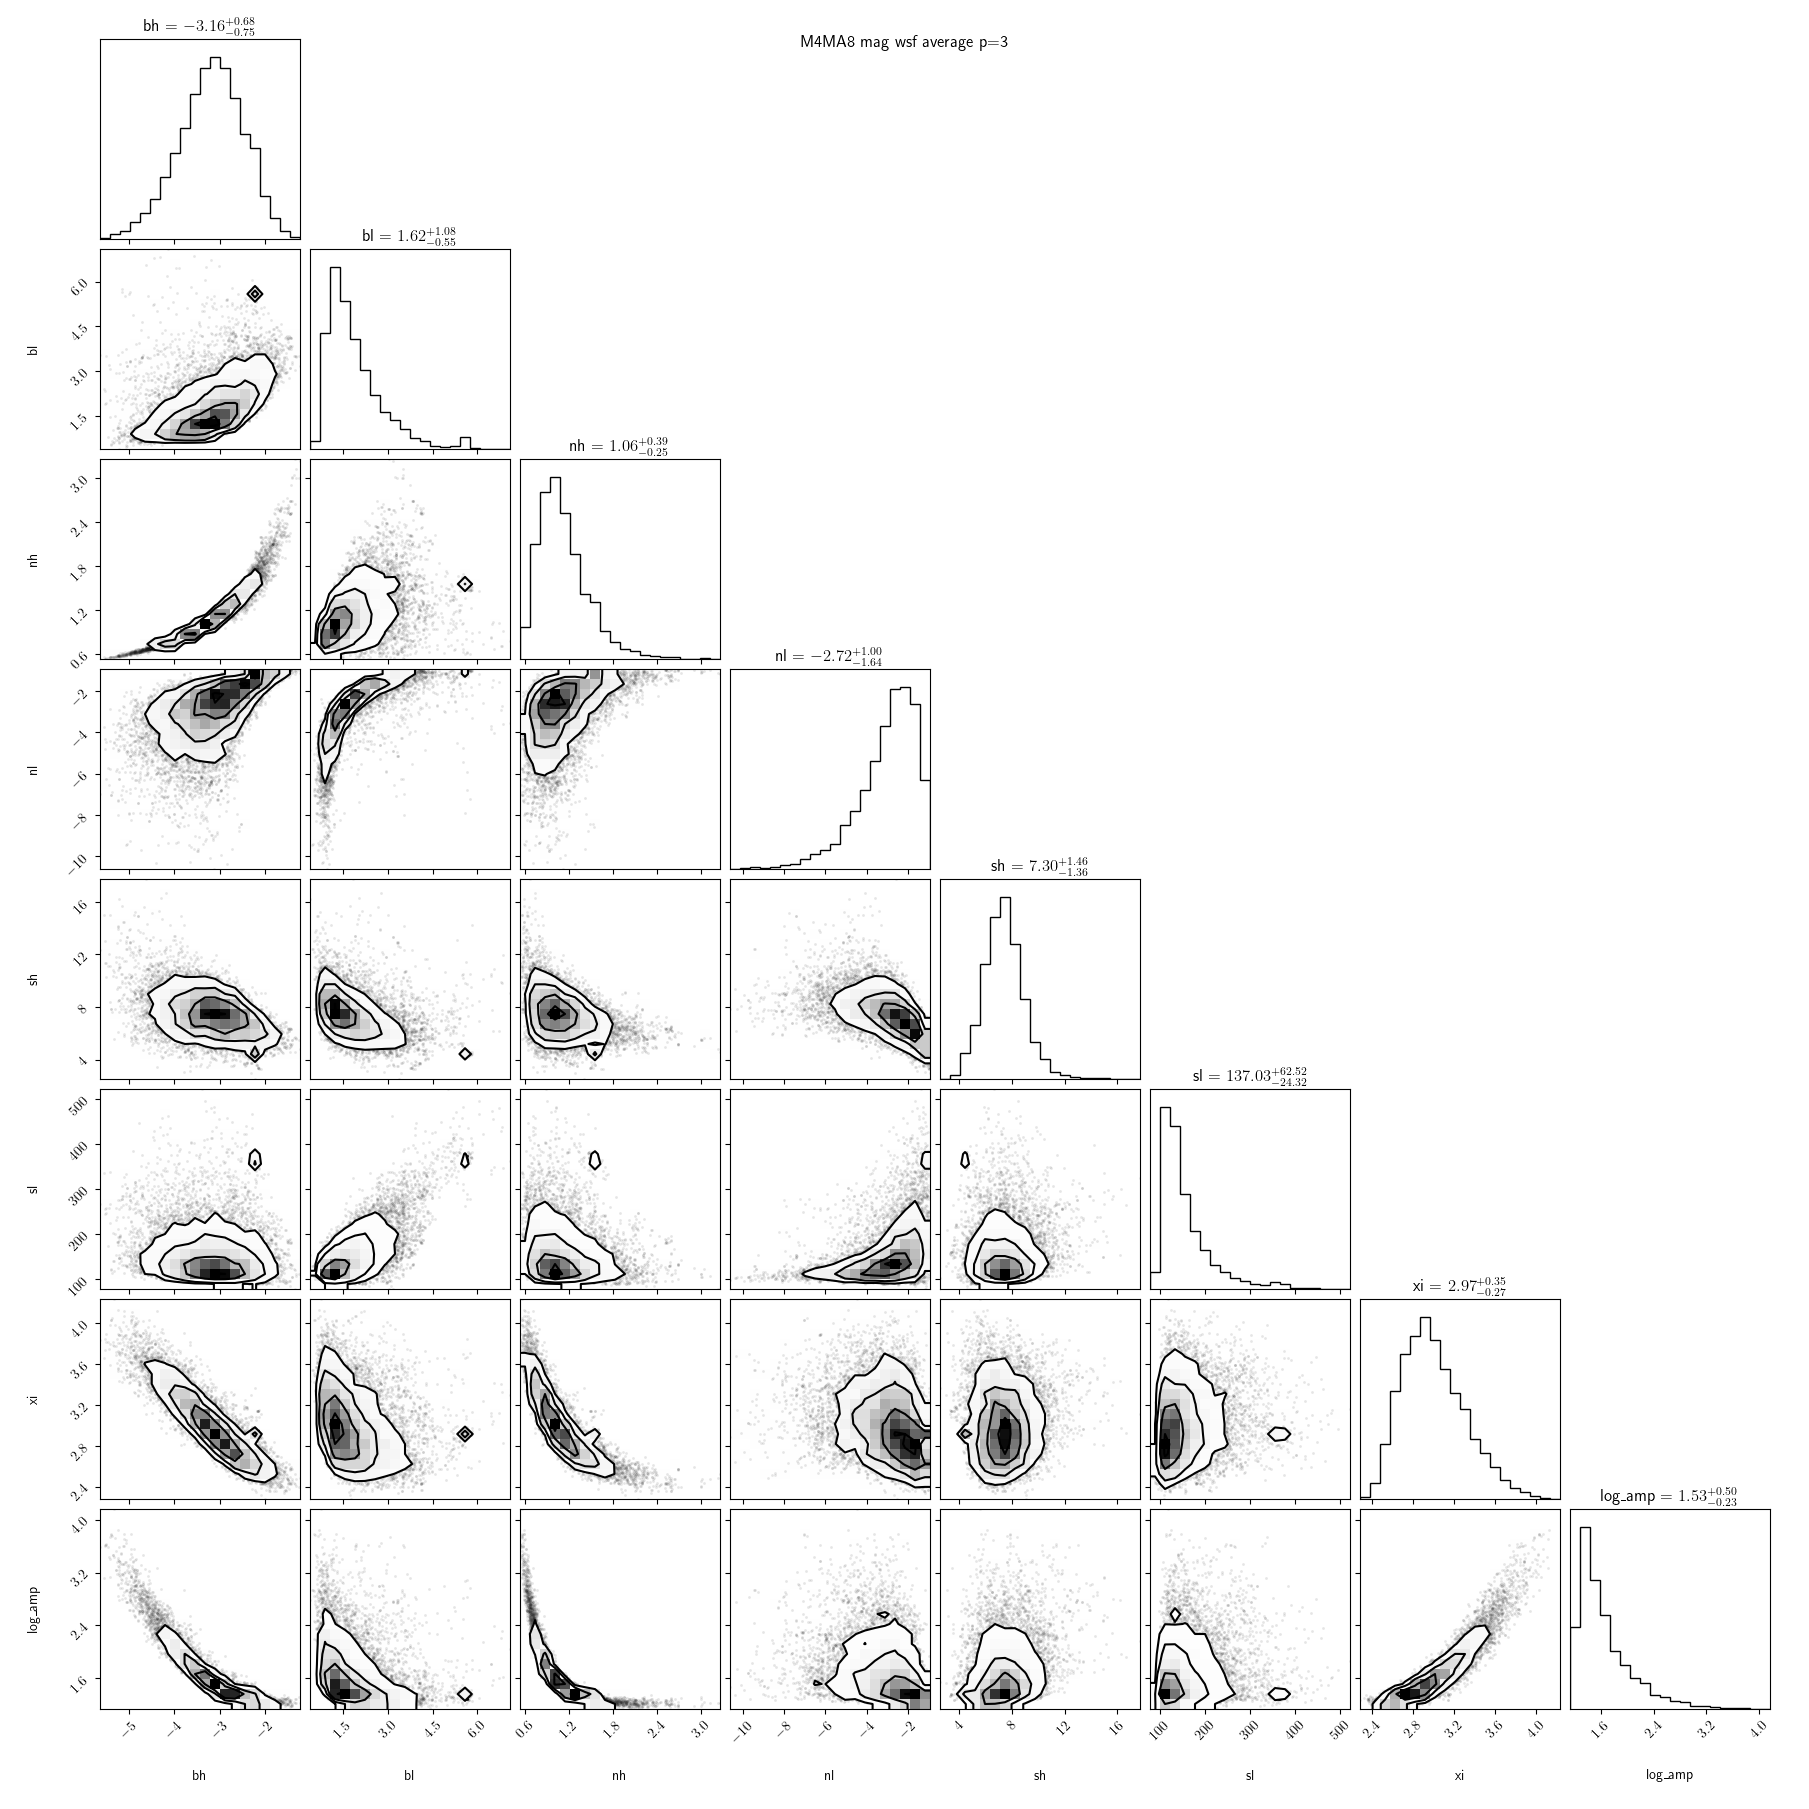 M4MA8 mag wsf average p=3
bh = −3.16+0.68−0.75
bl = 1.62+1.08−0.55
6.0
4.5
3.0
1.5
bl
nh = 1.06+0.39−0.25
3.0
2.4
1.8
1.2
0.6
nh
nl = −2.72+1.00−1.64
−2
−4
−6
−8
−10
nl
sh = 7.30+1.46−1.36
16
12
8
4
sh
sl = 137.03+62.52−24.32
500
400
300
200
100
sl
xi = 2.97+0.35−0.27
4.0
3.6
3.2
2.8
2.4
xi
log_amp = 1.53+0.50−0.23
4.0
3.2
2.4
1.6
log_amp
−5 −4 −3 −2 1.5 3.0 4.5 6.0 0.6 1.2 1.8 2.4 3.0 −10 −8 −6 −4 −2 4 8 12 16 100 200 300 400 500 2.4 2.8 3.2 3.6 4.0 1.6 2.4 3.2 4.0
bh bl nh nl sh sl xi log_amp